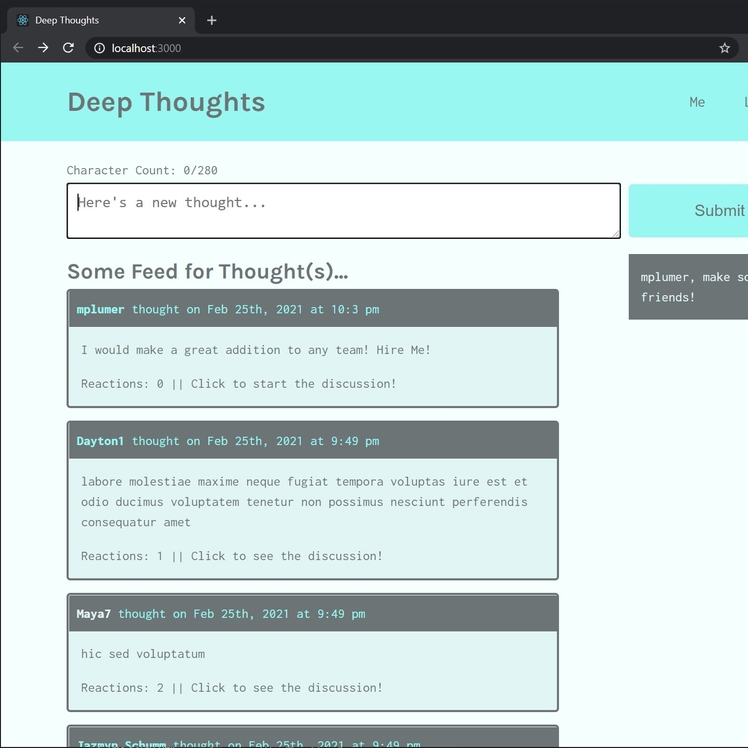 Deep Thoughts
localhost:3000
Deep Thoughts
Me
Character Count: 0/280
Here's a new thought...
Submit
Some Feed for Thought(s)...
mplumer, make so
friends!
mplumer thought on Feb 25th, 2021 at 10:3 pm
I would make a great addition to any team! Hire Me!
Reactions: 0 || Click to start the discussion!
Dayton1 thought on Feb 25th, 2021 at 9:49 pm
labore molestiae maxime neque fugiat tempora voluptas iure est et
odio ducimus voluptatem tenetur non possimus nesciunt perferendis
consequatur amet
Reactions: 1 || Click to see the discussion!
Maya7 thought on Feb 25th, 2021 at 9:49 pm
hic sed voluptatum
Reactions: 2 || Click to see the discussion!
Jazmyn.Schumm thought on Feb 25th, 2021 at 9:49 pm